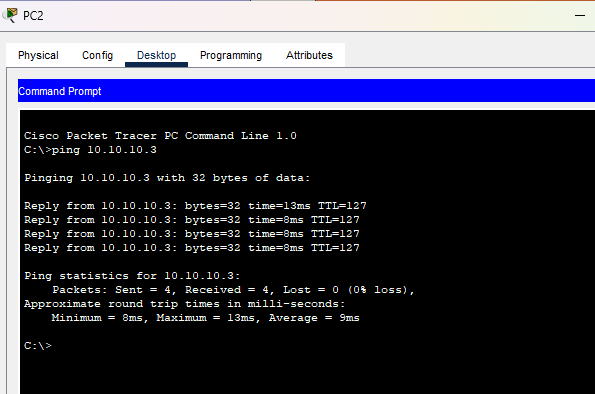 PC2
Physical Config Desktop Programming Attributes
Command Prompt
Cisco Packet Tracer PC Command Line 1.0
C:\>ping 10.10.10.3
Pinging 10.10.10.3 with 32 bytes of data:
Reply from 10.10.10.3: bytes=32 time=13ms TTL=127
Reply from 10.10.10.3: bytes=32 time=8ms TTL=127
Reply from 10.10.10.3: bytes=32 time=8ms TTL=127
Reply from 10.10.10.3: bytes=32 time=8ms TTL=127
Ping statistics for 10.10.10.3:
Packets: Sent = 4, Received = 4, Lost = 0 (0% loss),
Approximate round trip times in milli-seconds:
Minimum = 8ms, Maximum = 13ms, Average = 9ms
C:\>